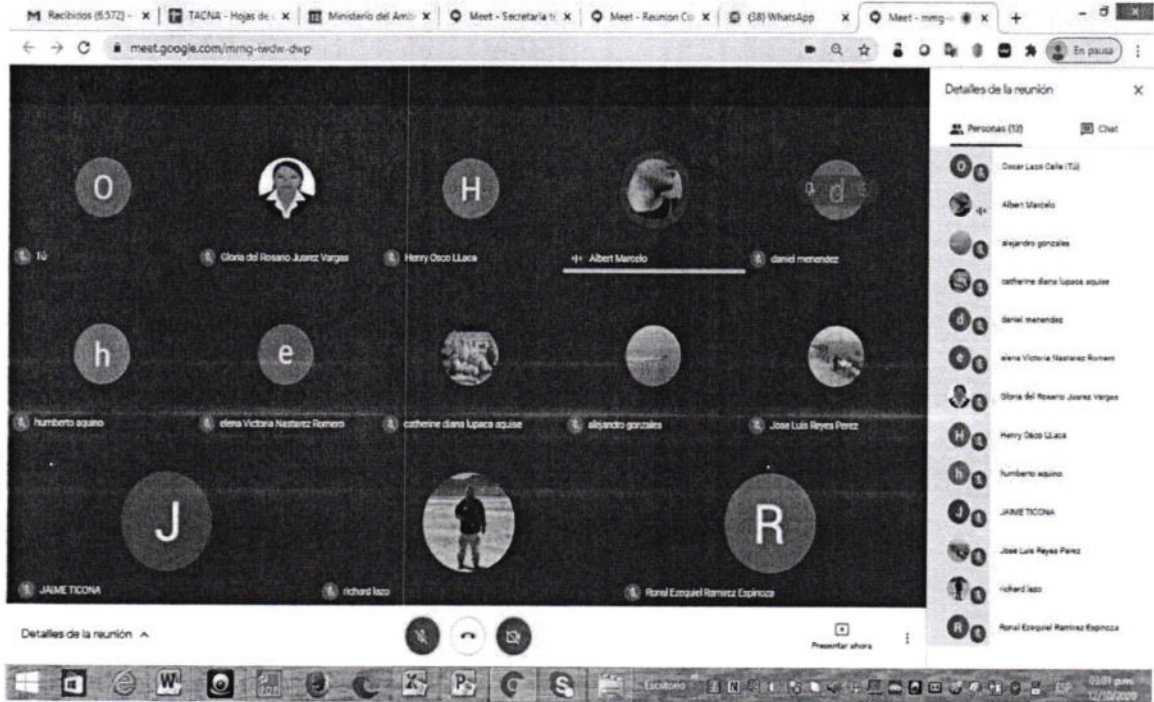 Recibidos (6.572) -
TACNA - Hojas de
Ministerio del Amb
Meet - Secretaria
Meet - Reunion Co
(38) WhatsApp
Meet - mmg-
meet.google.com/mmg-iwdw-dwp
En pausa
Detalles de la reunión
Personas (13)
Chat
O
H
d
Tú
Gloria del Rosario Juarez Vargas
Henry Osco LLaca
Albert Marcelo
daniel menendez
h
e
humberto aquino
elena Victoria Nastarez Romero
catherine diana lupaca aquise
alejandro gonzales
Jose Luis Reyes Perez
J
R
JAIME TICONA
richard lazo
Ronal Ezequiel Ramirez Espinoza
O
Oscar Lazo Calle (Tú)
Albert Marcelo
alejandro gonzales
catherine diana lupaca aquise
d
daniel menendez
e
elena Victoria Nastarez Romero
Gloria del Rosario Juarez Vargas
H
Henry Osco LLaca
h
humberto aquino
J
JAIME TICONA
Jose Luis Reyes Perez
richard lazo
R
Ronal Ezequiel Ramirez Espinoza
Detalles de la reunión
Presentar ahora
Escritorio
ESP
03:01 p.m.
12/10/2020